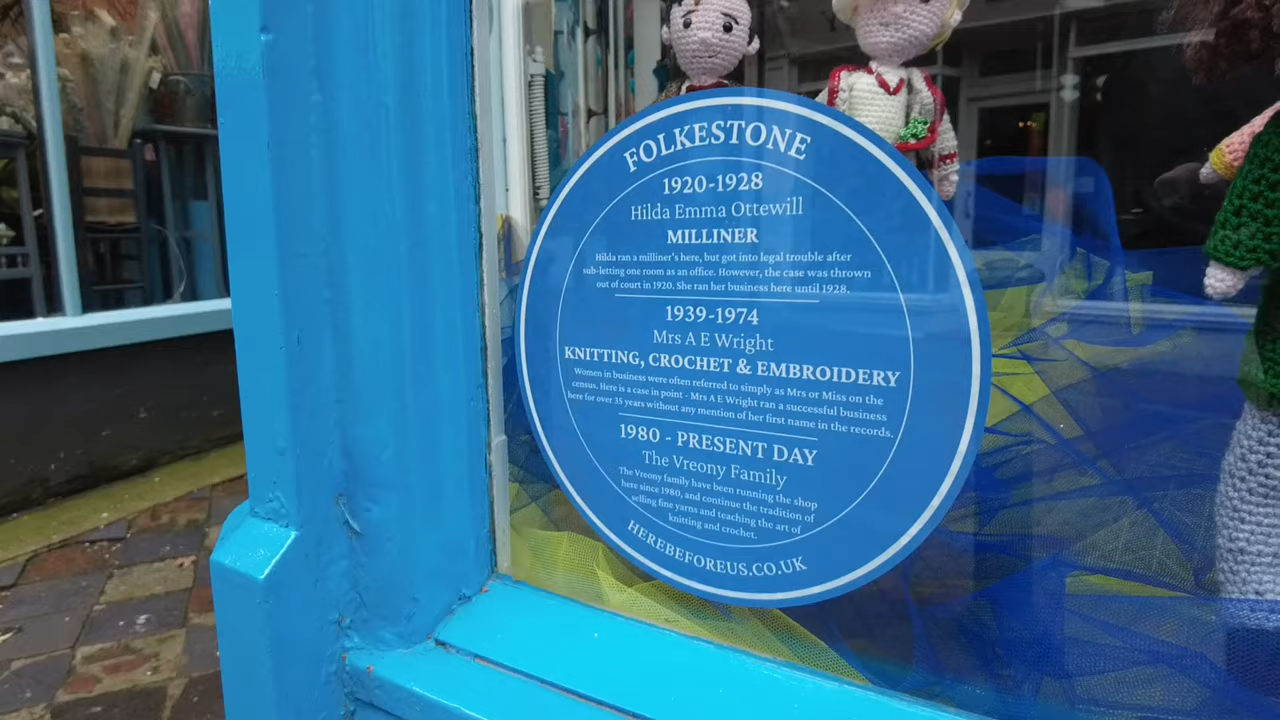 FOLKESTONE
1920-1928
Hilda Emma Ottewill
MILLINER
Hilda ran a milliner's here, but got into legal trouble after
sub-letting one room as an office. However, the case was thrown
out of court in 1920. She ran her business here until 1928.
1939-1974
Mrs A E Wright
KNITTING, CROCHET & EMBROIDERY
Women in business were often referred to simply as Mrs or Miss on the
census. Here is a case in point - Mrs A E Wright ran a successful business
here for over 35 years without any mention of her first name in the records.
1980 - PRESENT DAY
The Vreony Family
The Vreony family have been running the shop
here since 1980, and continue the tradition of
selling fine yarns and teaching the art of
knitting and crochet.
HEREBEFOREUS.CO.UK